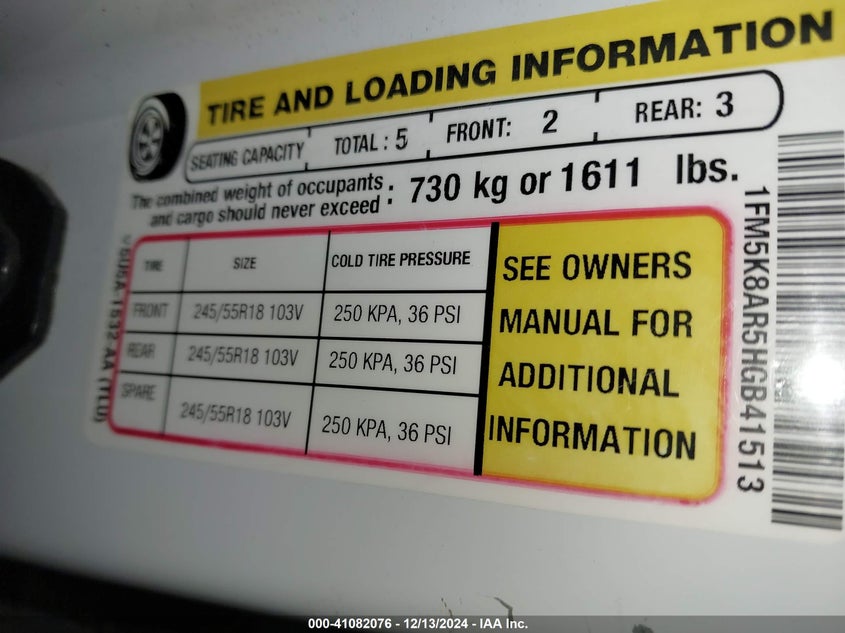 TIRE AND LOADING INFORMATION
SEATING CAPACITY TOTAL : 5 FRONT: 2 REAR: 3
The combined weight of occupants
and cargo should never exceed : 730 kg or 1611 lbs.
TIRE SIZE COLD TIRE PRESSURE
FRONT 245/55R18 103V 250 KPA, 36 PSI
REAR 245/55R18 103V 250 KPA, 36 PSI
SPARE 245/55R18 103V 250 KPA, 36 PSI
SEE OWNERS
MANUAL FOR
ADDITIONAL
INFORMATION
1FM5K8AR5HGB41513
1532 AA (TLU)
000-41082076 - 12/13/2024 - IAA Inc.